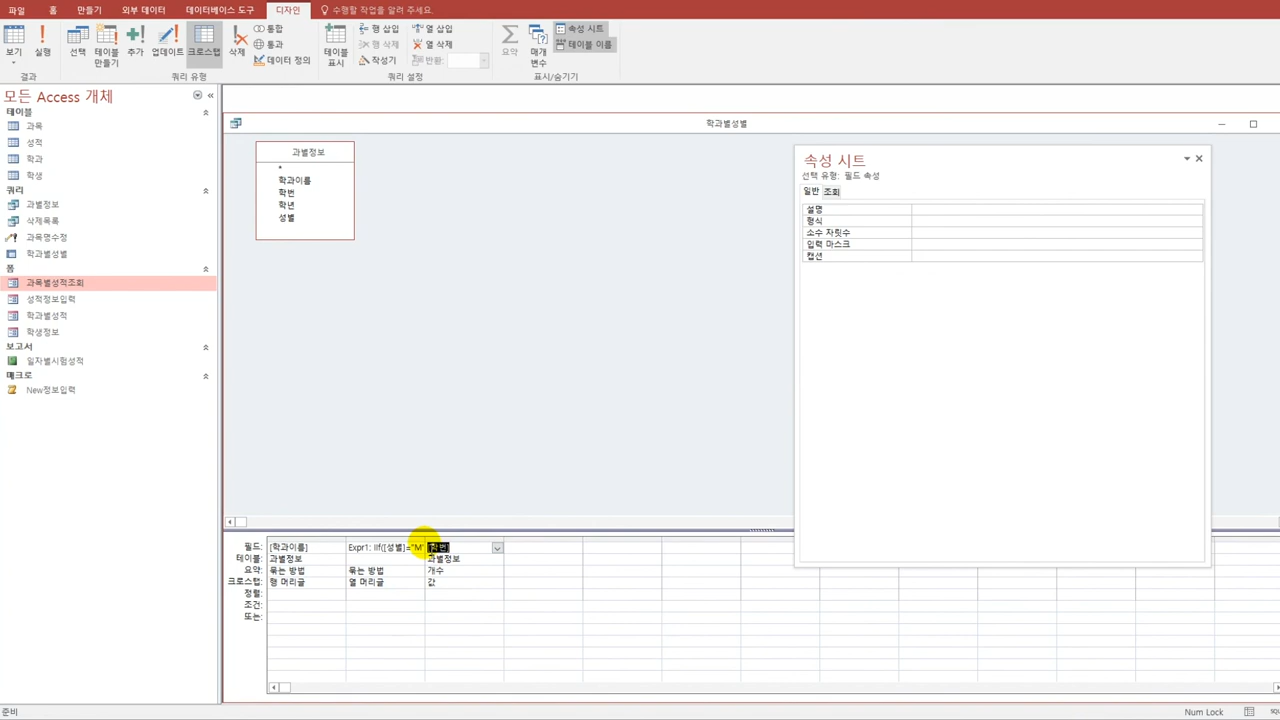 파일 홈 만들기 외부 데이터 데이터베이스 도구 디자인 수행할 작업을 알려 주세요.
보기 실행 선택 테이블 만들기 추가 업데이트 크로스탭 삭제 통합 통과 데이터 정의 테이블 표시 행 삽입 행 삭제 작성기 열 삽입 열 삭제 반환: 요약 매개 변수 속성 시트 테이블 이름
결과 쿼리 유형 쿼리 설정 표시/숨기기
모든 Access 개체
테이블
과목
성적
학과
학생
쿼리
과별정보
삭제목록
과목명수정
학과별성별
폼
과목별성적조회
성적정보입력
학과별성적
학생정보
보고서
일자별시험성적
매크로
New정보입력
학과별성별
과별정보
*
학과이름
학번
학년
성별
속성 시트
선택 유형: 필드 속성
일반 조회
설명
형식
소수 자릿수
입력 마스크
캡션
필드: [학과이름] Expr1: IIf([성별]="M" [학번]
테이블: 과별정보 과별정보
요약: 묶는 방법 묶는 방법 개수
크로스탭: 행 머리글 열 머리글 값
정렬:
조건:
또는:
준비 Num Lock